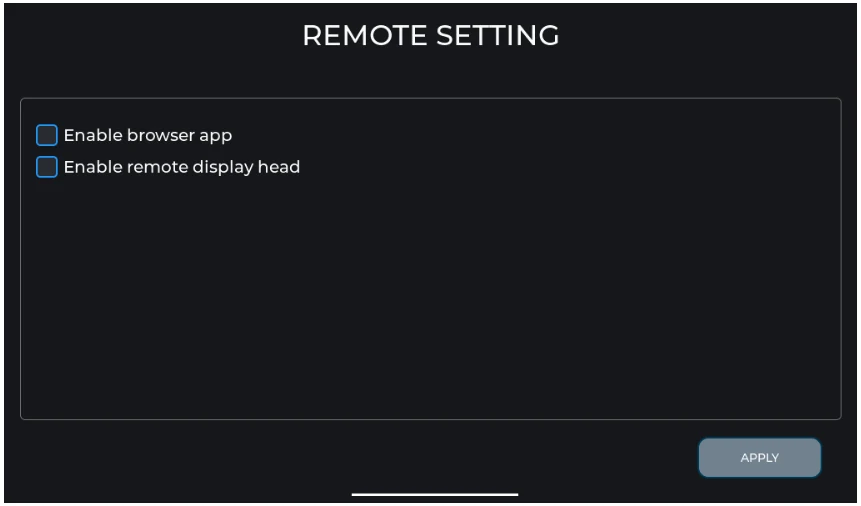 REMOTE SETTING
Enable browser app
Enable remote display head
APPLY